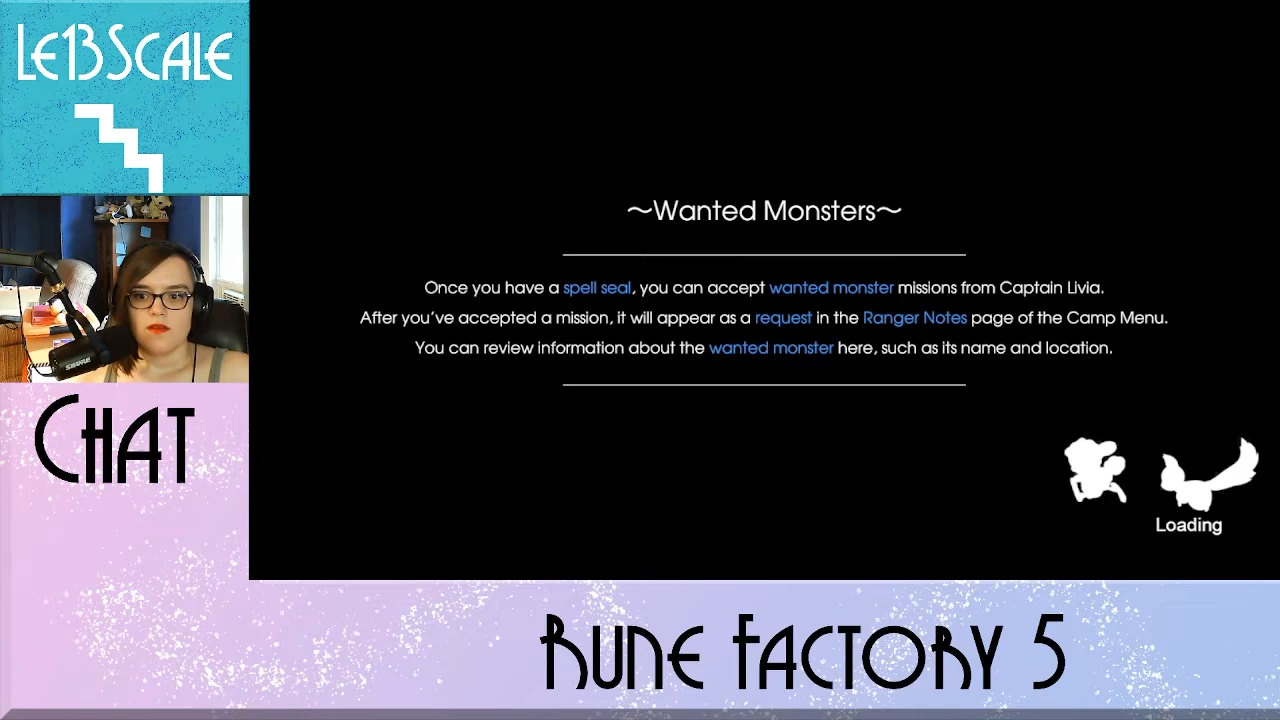 Le13Scale
SHURE
Chat
~Wanted Monsters~
Once you have a spell seal, you can accept wanted monster missions from Captain Livia.
After you've accepted a mission, it will appear as a request in the Ranger Notes page of the Camp Menu.
You can review information about the wanted monster here, such as its name and location.
Loading
Rune Factory 5